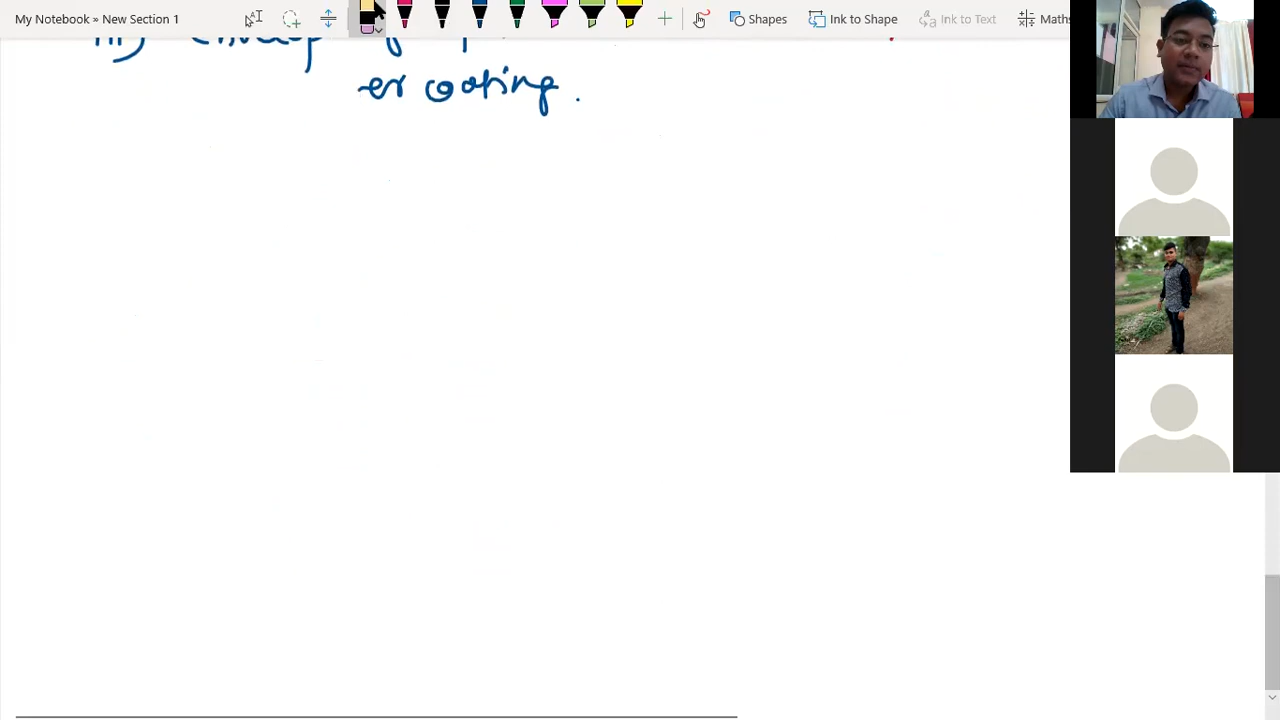 My Notebook » New Section 1
Shapes
Ink to Shape
Ink to Text
Maths
er coating .